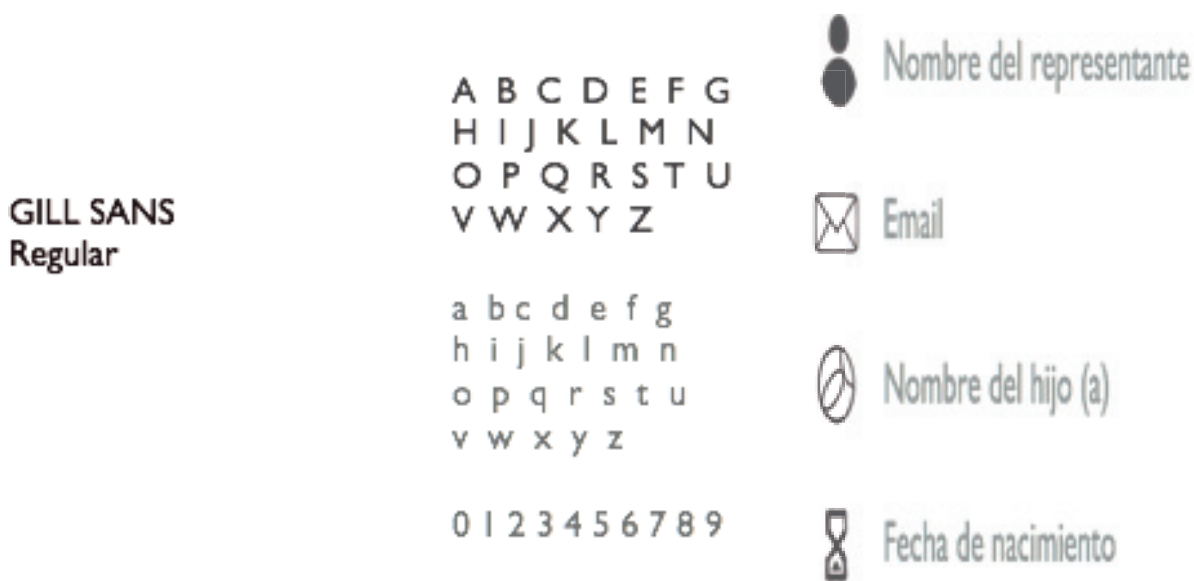 GILL SANS
Regular
A B C D E F G
H I J K L M N
O P Q R S T U
V W X Y Z
a b c d e f g
h i j k l m n
o p q r s t u
v w x y z
0 1 2 3 4 5 6 7 8 9
Nombre del representante
Email
Nombre del hijo (a)
Fecha de nacimiento